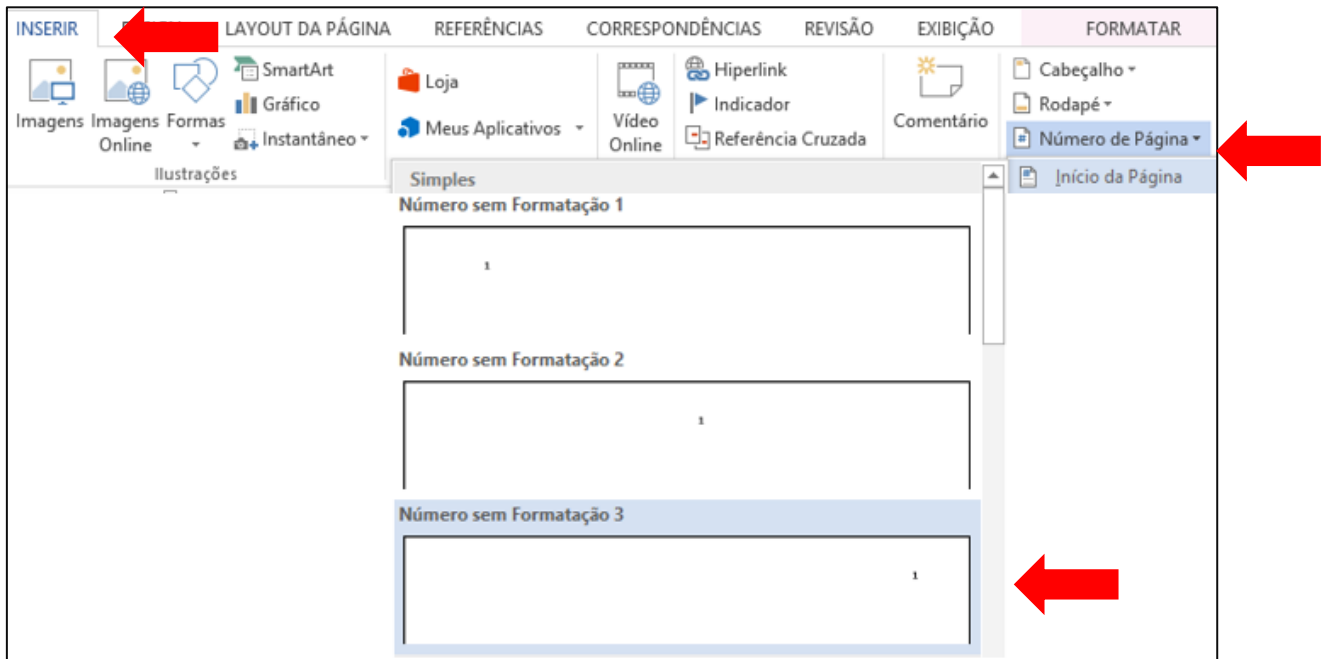 INSERIR LAYOUT DA PÁGINA REFERÊNCIAS CORRESPONDÊNCIAS REVISÃO EXIBIÇÃO FORMATAR
Imagens
Imagens Online
Formas
SmartArt
Gráfico
Instantâneo
Ilustrações
Loja
Meus Aplicativos
Vídeo Online
Hiperlink
Indicador
Referência Cruzada
Comentário
Cabeçalho
Rodapé
Número de Página
Início da Página
Simples
Número sem Formatação 1
1
Número sem Formatação 2
1
Número sem Formatação 3
1